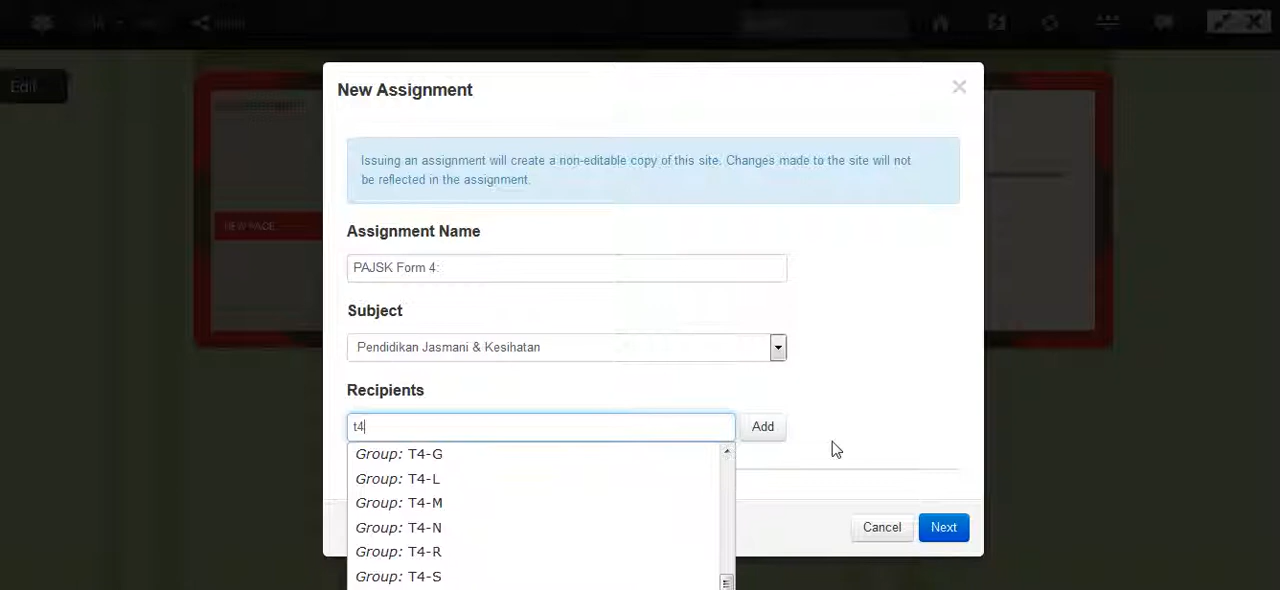 Edit
New Assignment
×
Issuing an assignment will create a non-editable copy of this site. Changes made to the site will not
be reflected in the assignment.
NEW PAGE
Assignment Name
PAJSK Form 4:
Subject
Pendidikan Jasmani & Kesihatan
Recipients
t4
Add
Group: T4-G
Group: T4-L
Group: T4-M
Group: T4-N
Group: T4-R
Group: T4-S
Cancel
Next